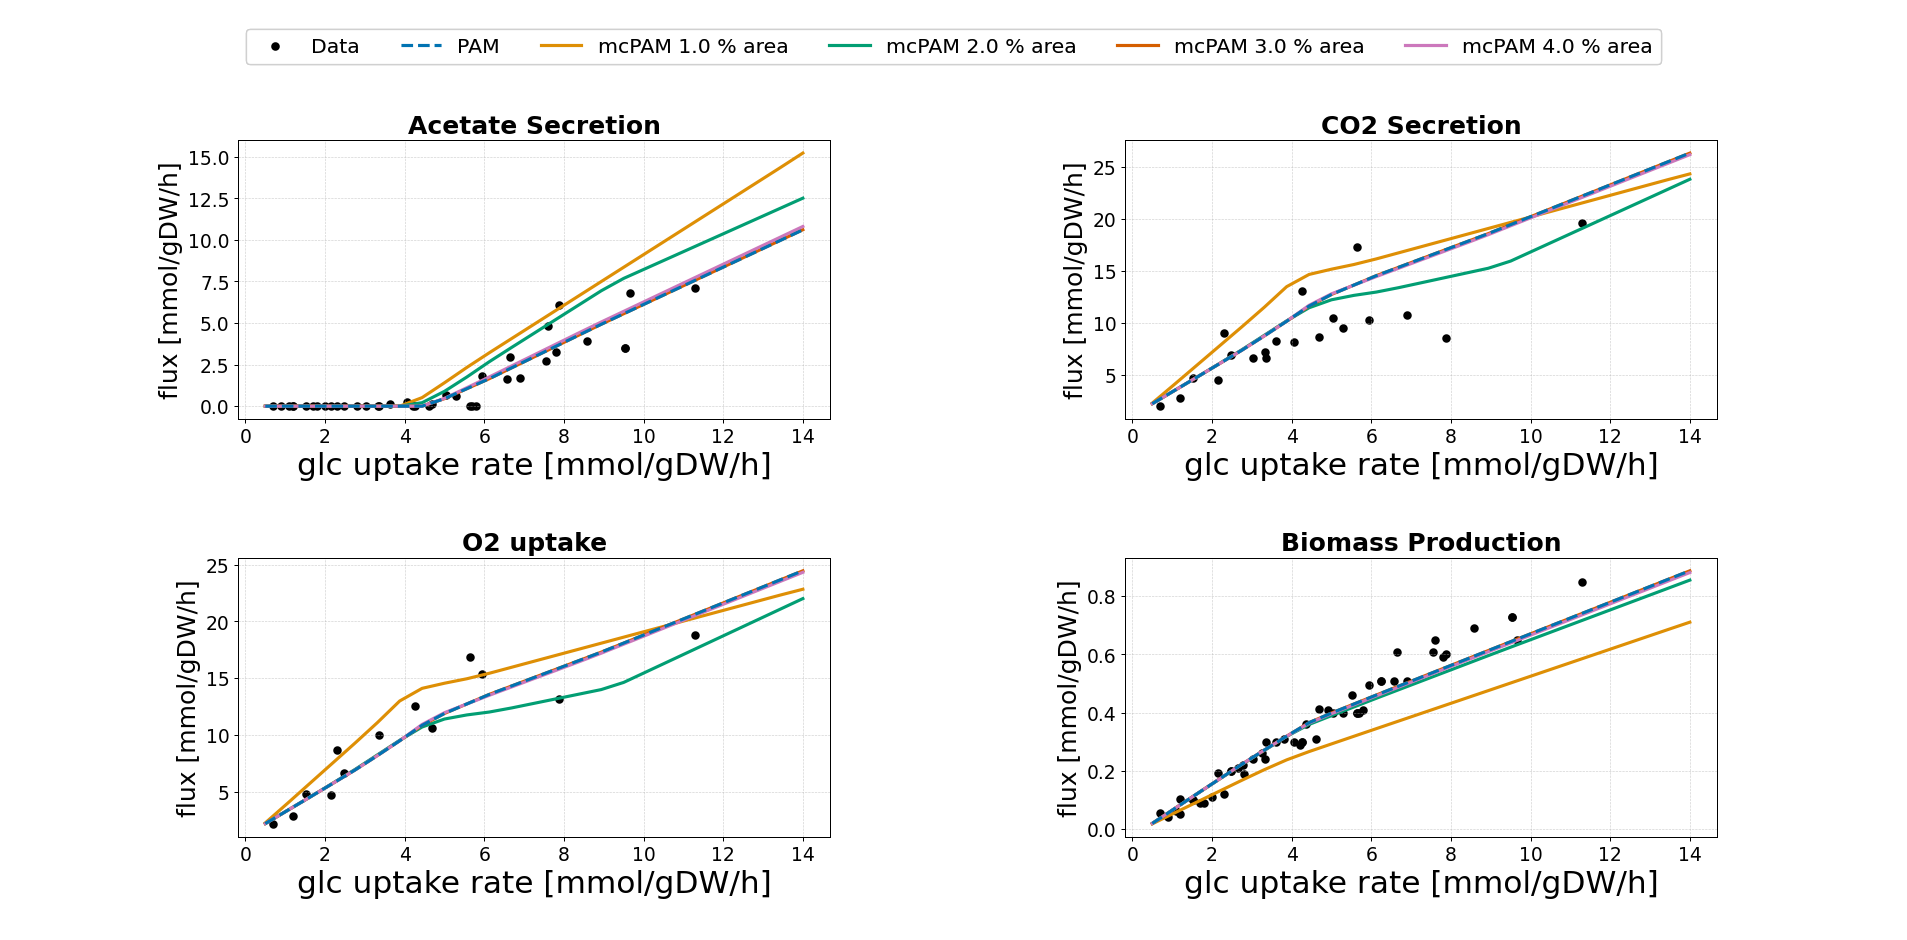 Data PAM mcPAM 1.0 % area mcPAM 2.0 % area mcPAM 3.0 % area mcPAM 4.0 % area
Acetate Secretion
flux [mmol/gDW/h]
15.0
12.5
10.0
7.5
5.0
2.5
0.0
0 2 4 6 8 10 12 14
glc uptake rate [mmol/gDW/h]
CO2 Secretion
flux [mmol/gDW/h]
25
20
15
10
5
0 2 4 6 8 10 12 14
glc uptake rate [mmol/gDW/h]
O2 uptake
flux [mmol/gDW/h]
25
20
15
10
5
0 2 4 6 8 10 12 14
glc uptake rate [mmol/gDW/h]
Biomass Production
flux [mmol/gDW/h]
0.8
0.6
0.4
0.2
0.0
0 2 4 6 8 10 12 14
glc uptake rate [mmol/gDW/h]